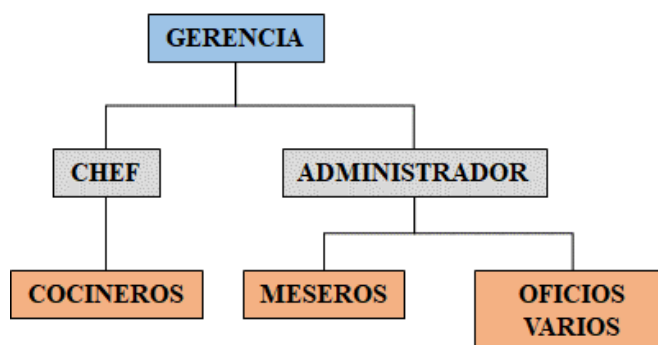 GERENCIA
CHEF
ADMINISTRADOR
COCINEROS
MESEROS
OFICIOS
VARIOS